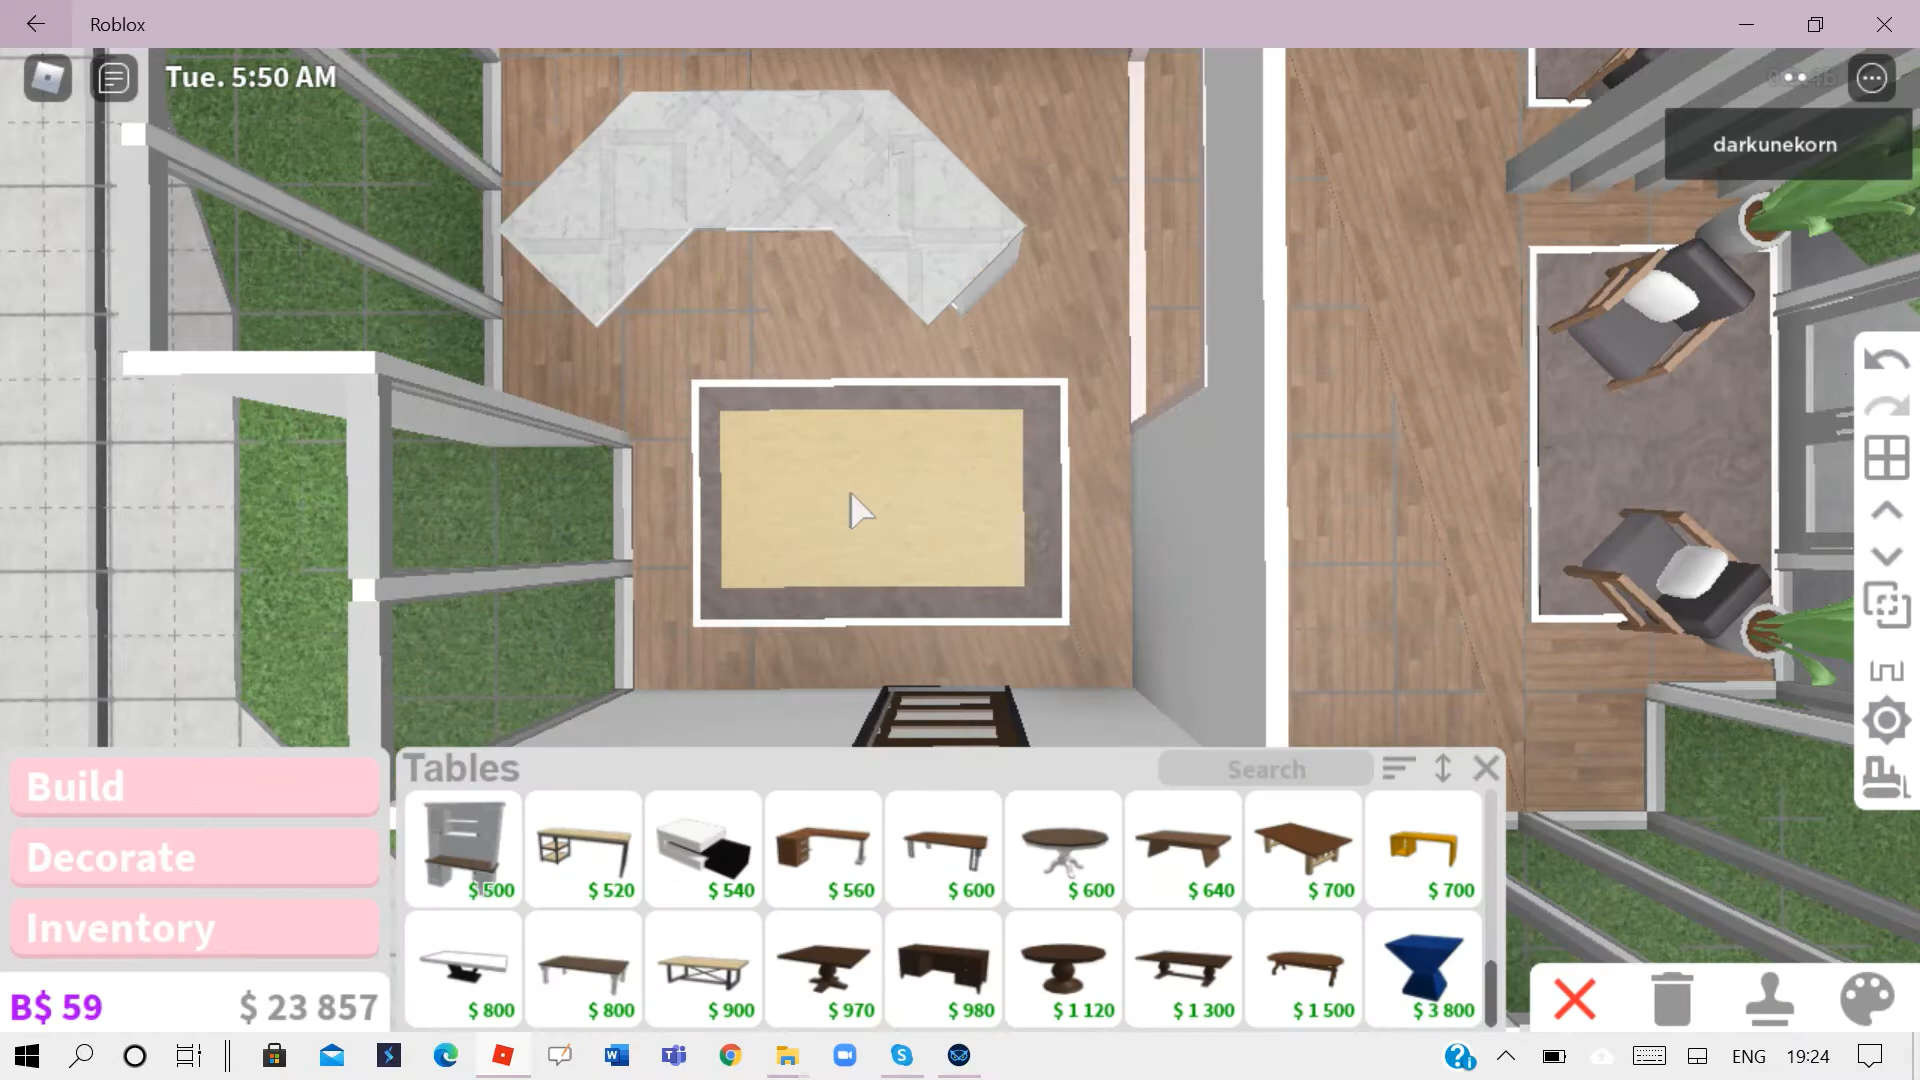 Roblox
Tue. 5:50 AM
darkunekorn
Build
Decorate
Inventory
B$ 59
$ 23 857
Tables
Search
$ 500
$ 520
$ 540
$ 560
$ 600
$ 600
$ 640
$ 700
$ 700
$ 800
$ 800
$ 900
$ 970
$ 980
$ 1 120
$ 1 300
$ 1 500
$ 3 800
ENG
19:24